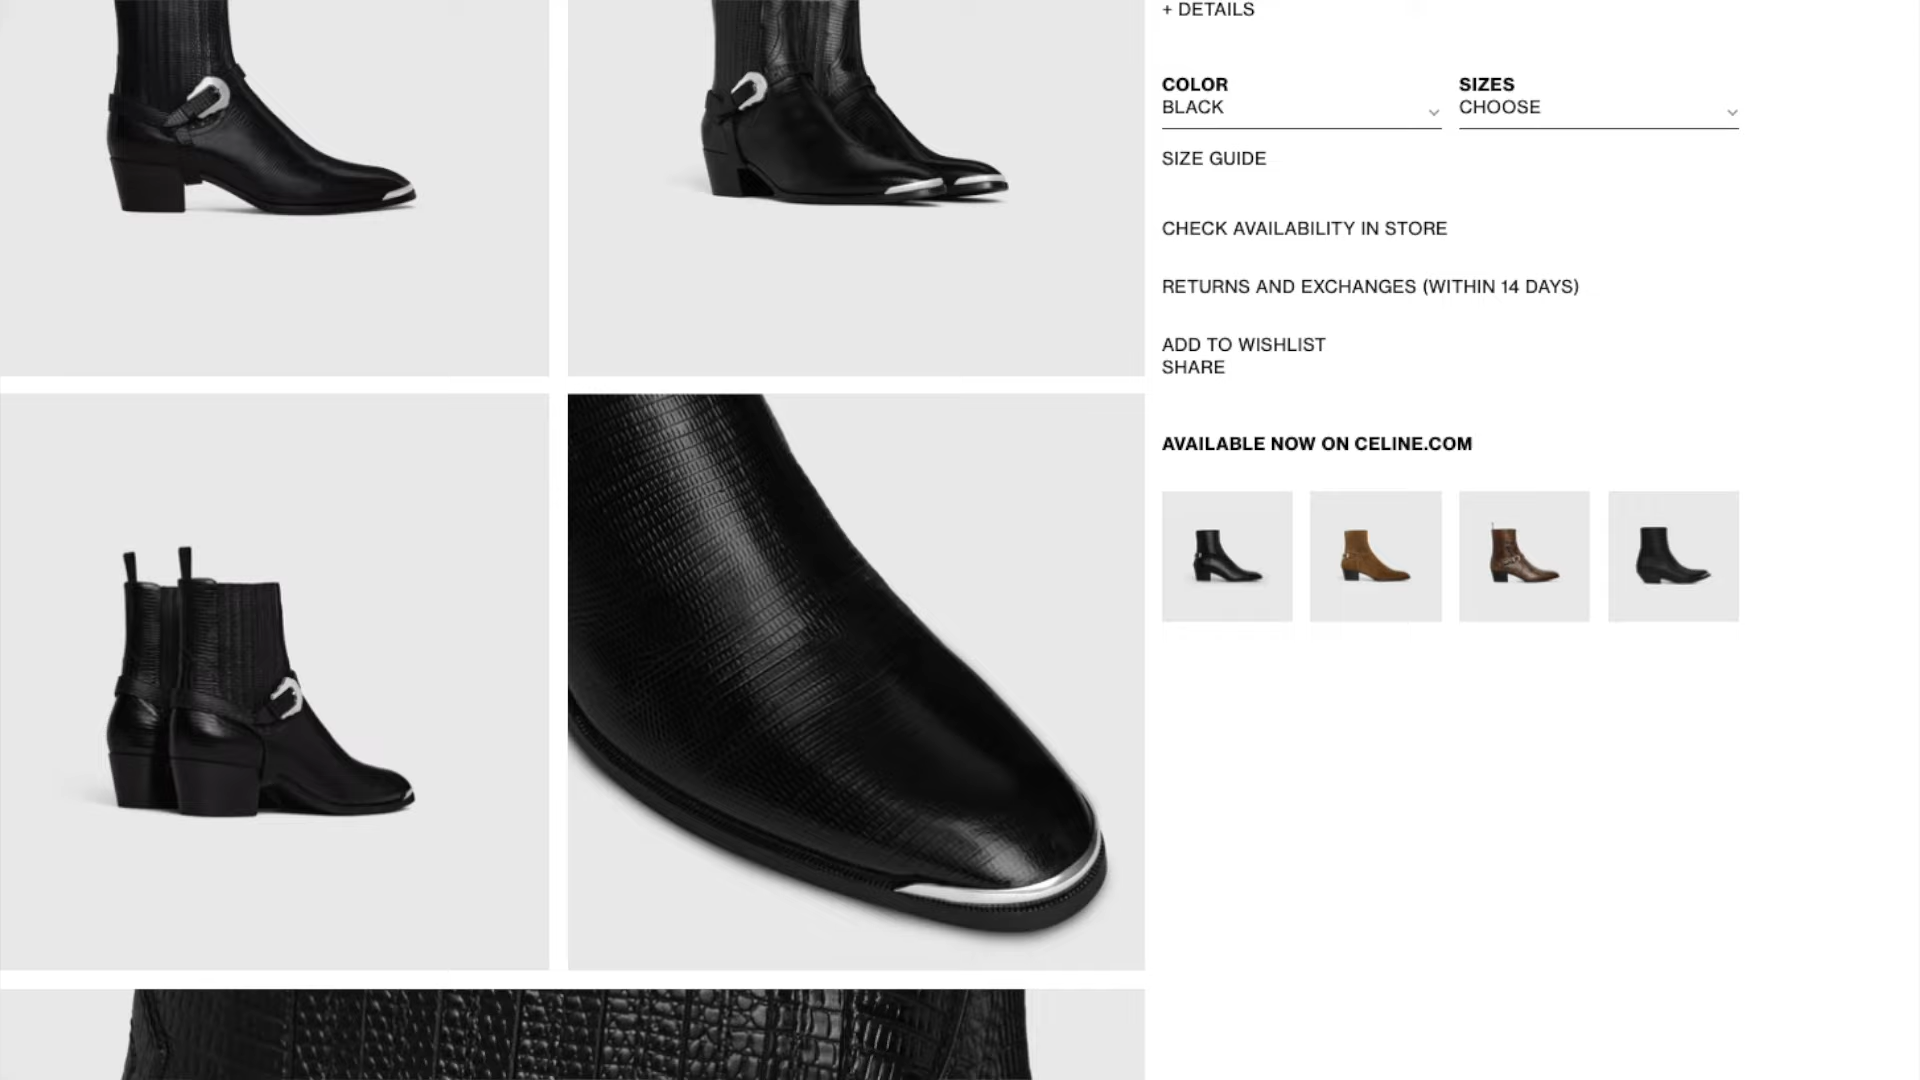 + DETAILS
COLOR
BLACK
SIZES
CHOOSE
SIZE GUIDE
CHECK AVAILABILITY IN STORE
RETURNS AND EXCHANGES (WITHIN 14 DAYS)
ADD TO WISHLIST
SHARE
AVAILABLE NOW ON CELINE.COM